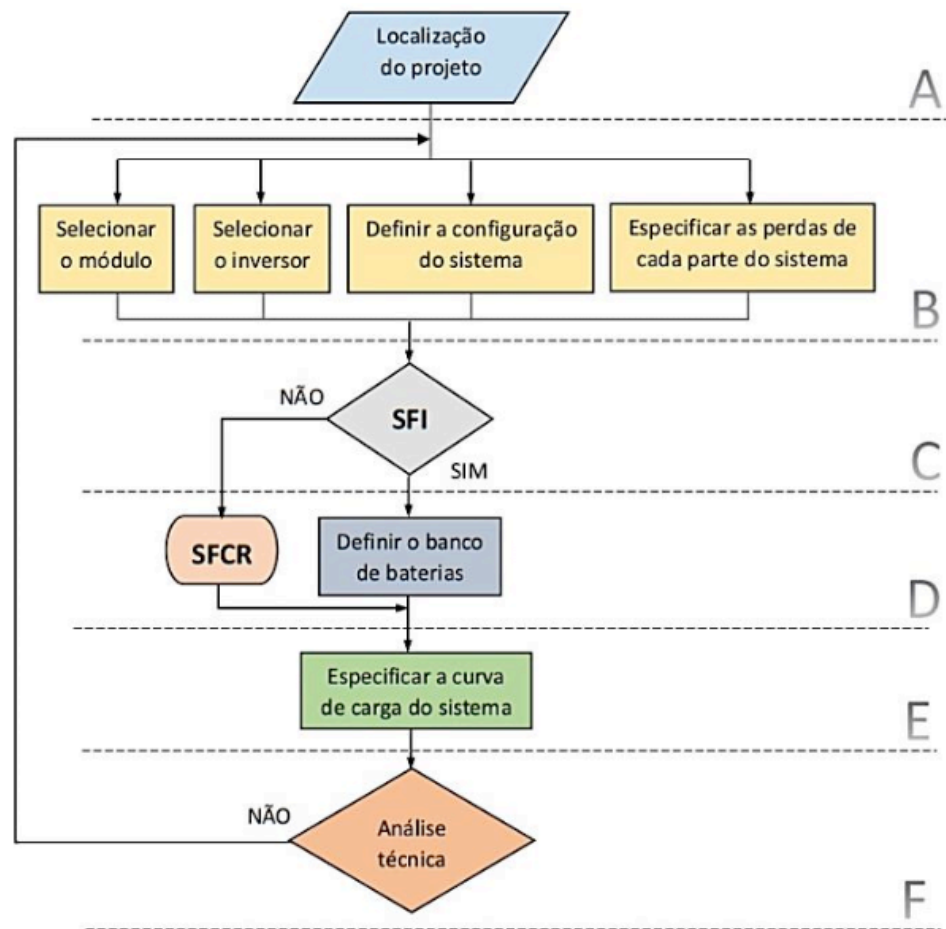 Localização
do projeto
A
Selecionar
o módulo
Selecionar
o inversor
Definir a configuração
do sistema
Especificar as perdas de
cada parte do sistema
B
NÃO
SFI
SIM
C
SFCR
Definir o banco
de baterias
D
Especificar a curva
de carga do sistema
E
NÃO
Análise
técnica
F